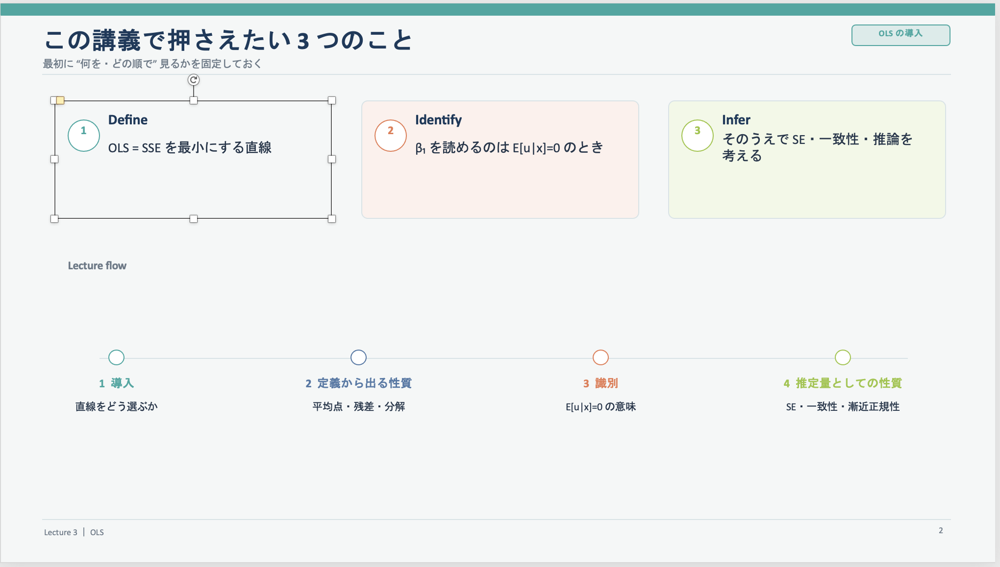 この講義で押さえたい 3 つのこと
OLS の導入
最初に “何を・どの順で” 見るかを固定しておく
1
Define
OLS = SSE を最小にする直線
2
Identify
β₁ を読めるのは E[u|x]=0 のとき
3
Infer
そのうえで SE・一致性・推論を
考える
Lecture flow
1 導入
直線をどう選ぶか
2 定義から出る性質
平均点・残差・分解
3 識別
E[u|x]=0 の意味
4 推定量としての性質
SE・一致性・漸近正規性
Lecture 3 | OLS
2